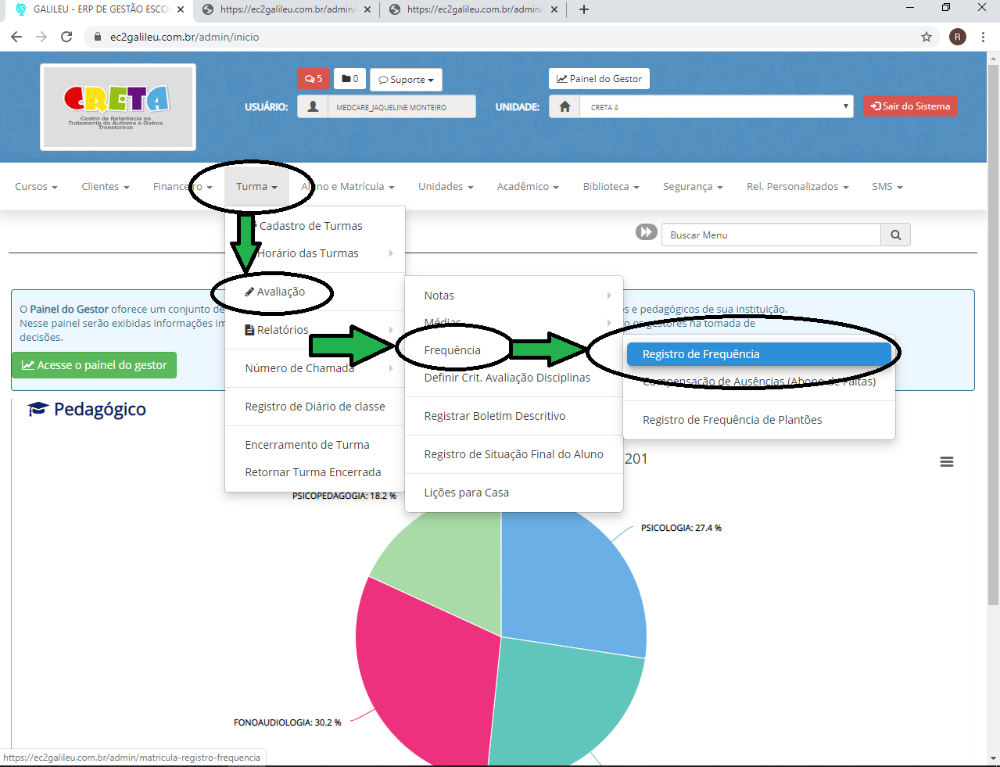 GALILEU - ERP DE GESTÃO ESCO
https://ec2galileu.com.br/admin/
https://ec2galileu.com.br/admin/
ec2galileu.com.br/admin/inicio
R
CRETA
Centro de Referência no
Tratamento do Autismo e Outros
Transtornos
5
0
Suporte
Painel do Gestor
USUÁRIO:
MEDCARE_JAQUELINE MONTEIRO
UNIDADE:
CRETA 4
Sair do Sistema
Cursos
Clientes
Financeiro
Turma
Aluno e Matrícula
Unidades
Acadêmico
Biblioteca
Segurança
Rel. Personalizados
SMS
Buscar Menu
Cadastro de Turmas
Horário das Turmas
Avaliação
Relatórios
Número de Chamada
Registro de Diário de classe
Encerramento de Turma
Retornar Turma Encerrada
Notas
Médias
Frequência
Definir Crit. Avaliação Disciplinas
Registrar Boletim Descritivo
Registro de Situação Final do Aluno
Lições para Casa
Registro de Frequência
Compensação de Ausências (Abono de Faltas)
Registro de Frequência de Plantões
O Painel do Gestor oferece um conjunto de
s e pedagógicos de sua instituição.
Nesse painel serão exibidas informações im
o os gestores na tomada de
decisões.
Acesse o painel do gestor
Pedagógico
201
PSICOPEDAGOGIA: 18.2 %
PSICOLOGIA: 27.4 %
FONOAUDIOLOGIA: 30.2 %
https://ec2galileu.com.br/admin/matricula-registro-frequencia